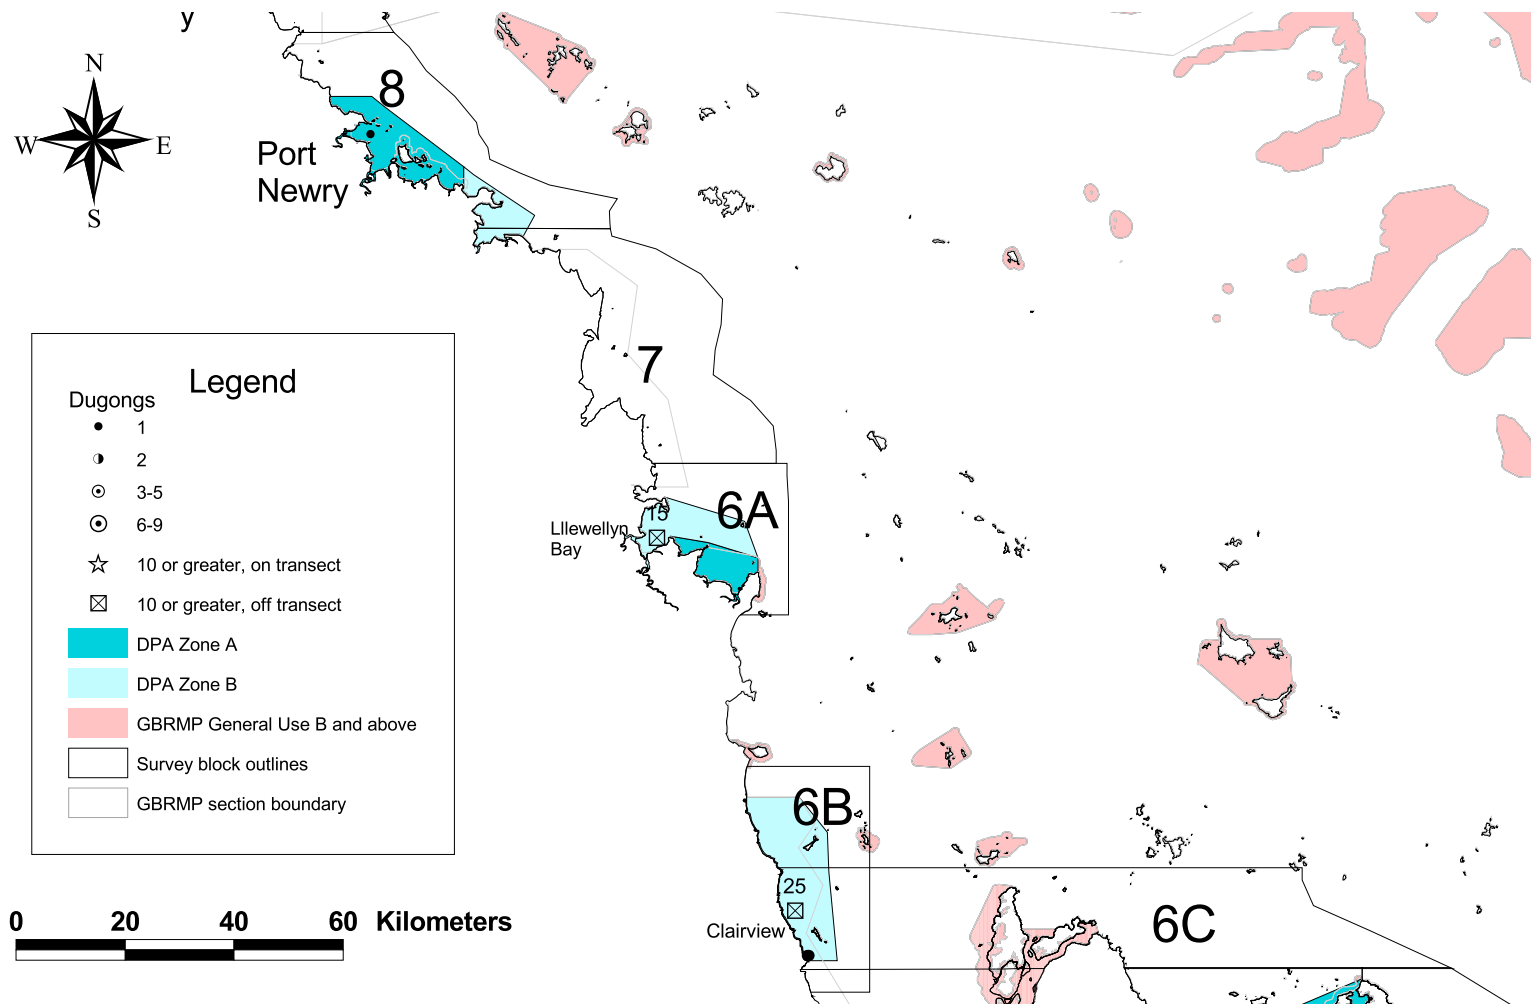 y
N
W
E
S
8
Port
Newry
7
6A
15
Lllewellyn
Bay
Legend
Dugongs
1
2
3-5
6-9
10 or greater, on transect
10 or greater, off transect
DPA Zone A
DPA Zone B
GBRMP General Use B and above
Survey block outlines
GBRMP section boundary
6B
25
Clairview
6C
0 20 40 60 Kilometers